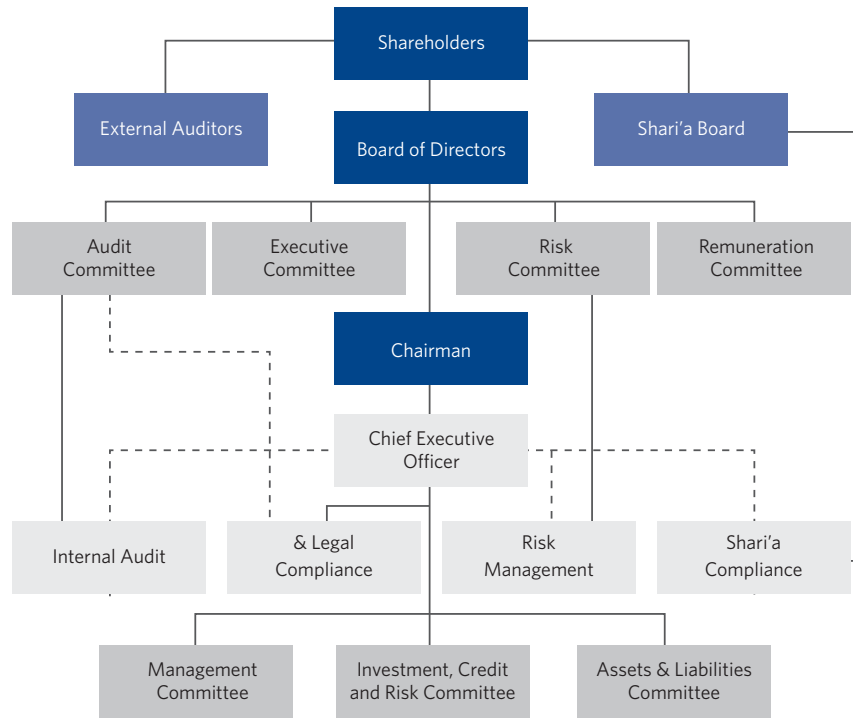 Shareholders
External Auditors
Shari'a Board
Board of Directors
Audit
Committee
Executive
Committee
Risk
Committee
Remuneration
Committee
Chairman
Chief Executive
Officer
Internal Audit
& Legal
Compliance
Risk
Management
Shari'a
Compliance
Management
Committee
Investment, Credit
and Risk Committee
Assets & Liabilities
Committee